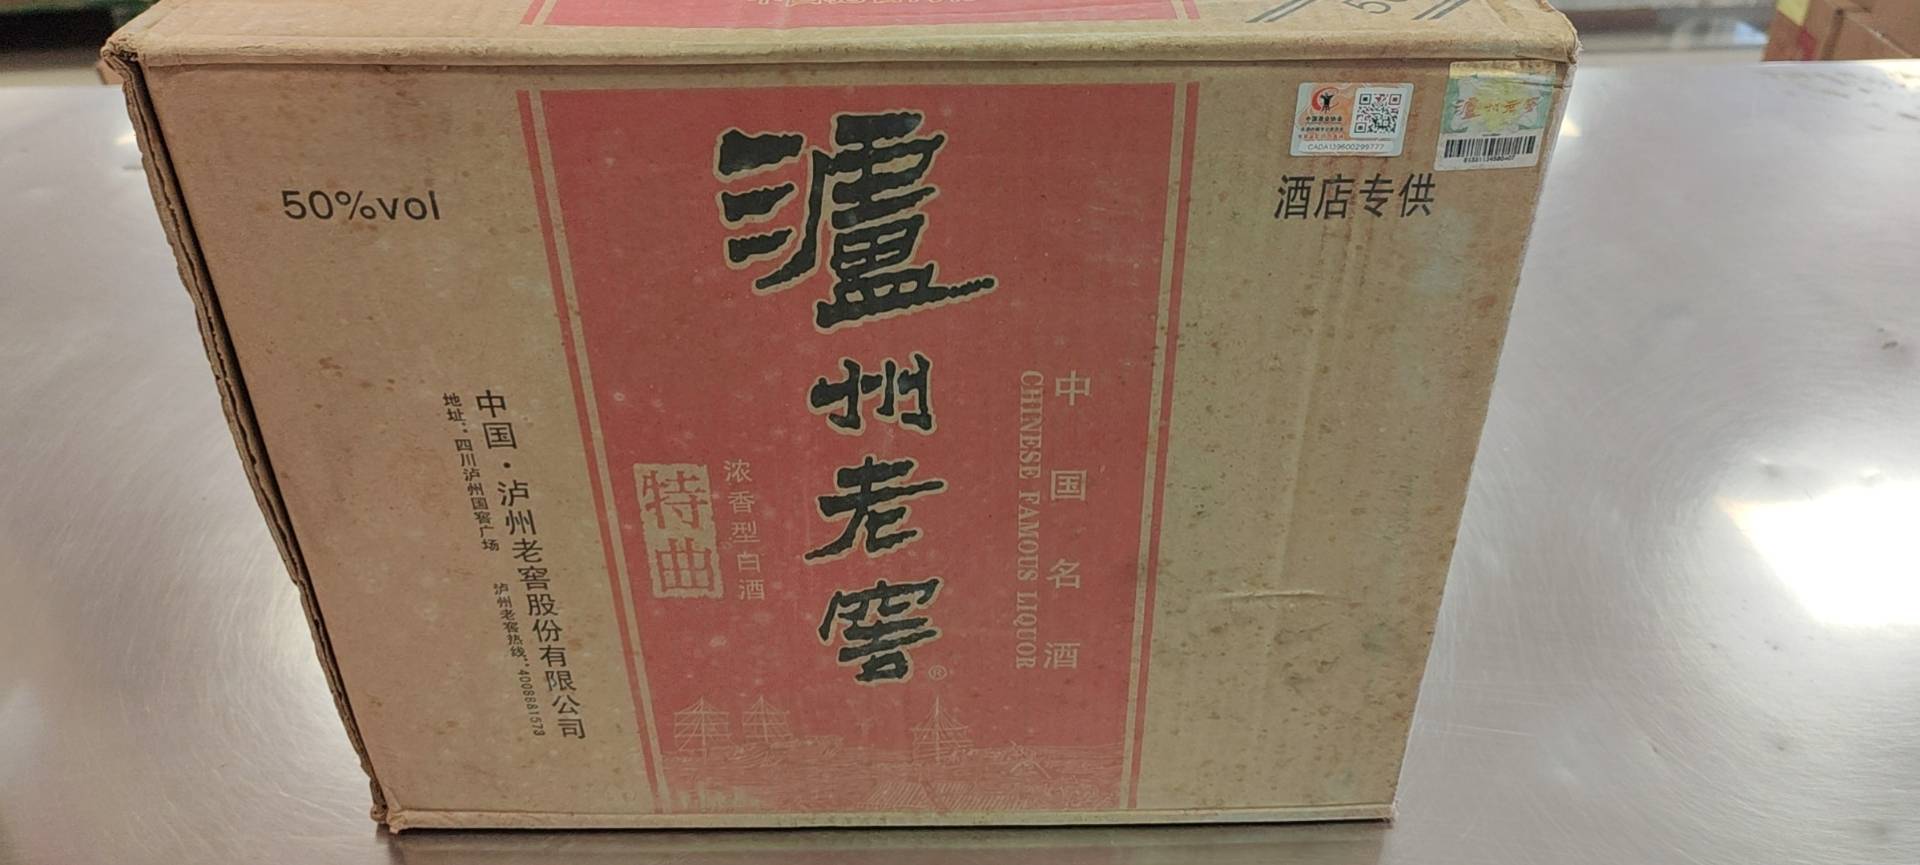 50%vol
酒店专供
CADA139600299777
泸州老窖
瀘州老窖
®
中国名酒
CHINESE FAMOUS LIQUOR
浓香型白酒
特曲
中国·泸州老窖股份有限公司
地址：四川泸州国窖广场
泸州老窖热线：4008881573